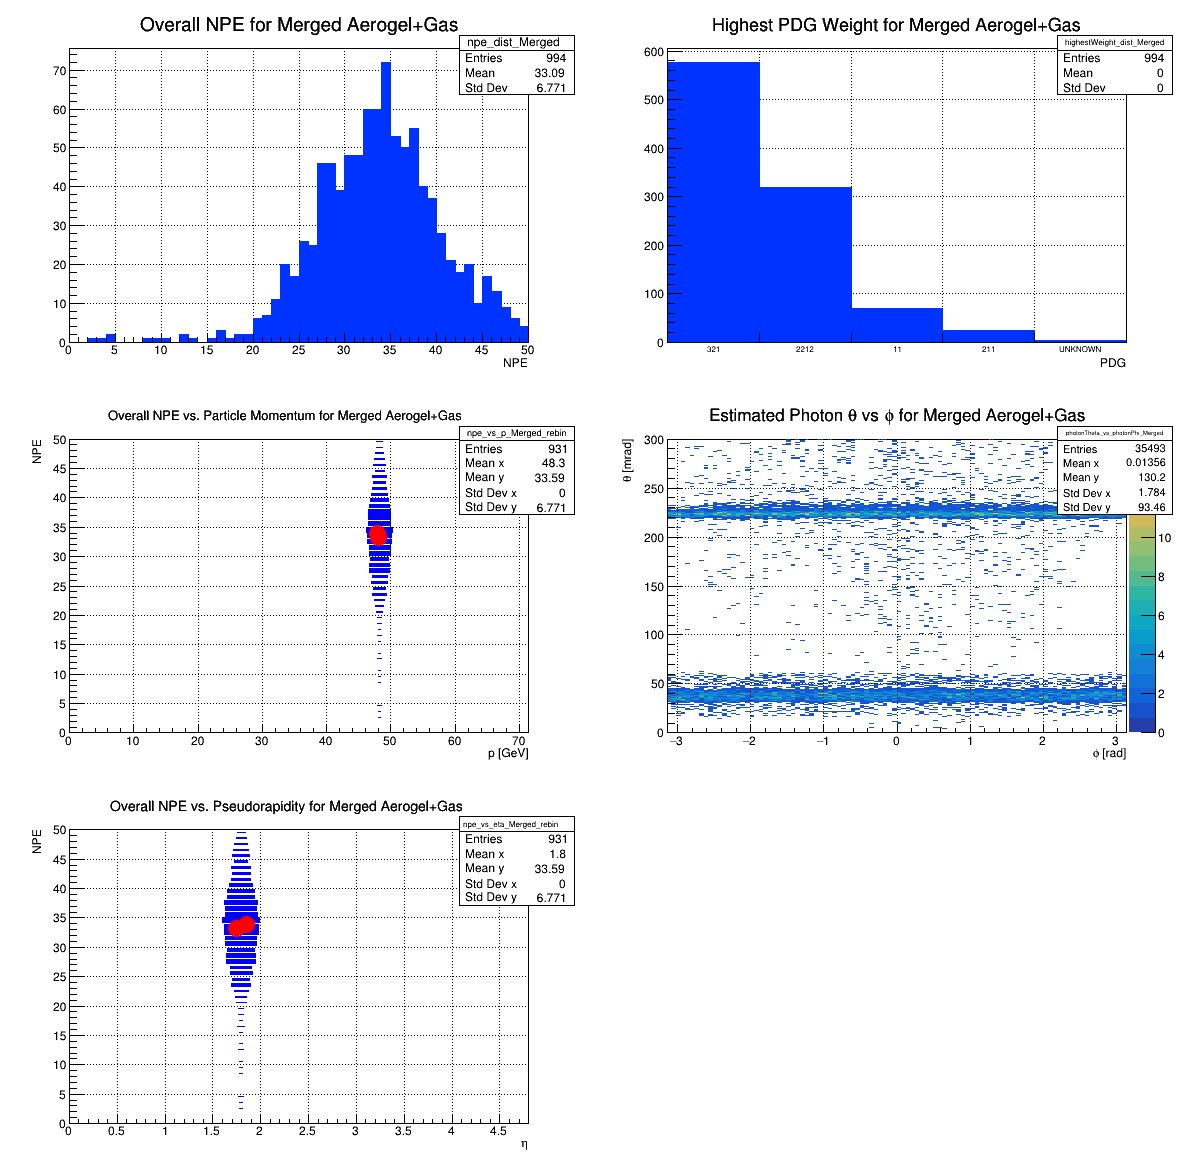 Overall NPE for Merged Aerogel+Gas
npe_dist_Merged
Entries 994
Mean 33.09
Std Dev 6.771
70
60
50
40
30
20
10
0
0 5 10 15 20 25 30 35 40 45 50
NPE
Highest PDG Weight for Merged Aerogel+Gas
highestWeight_dist_Merged
Entries 994
Mean 0
Std Dev 0
600
500
400
300
200
100
0
321 2212 11 211 UNKNOWN
PDG
Overall NPE vs. Particle Momentum for Merged Aerogel+Gas
npe_vs_p_Merged_rebin
Entries 931
Mean x 48.3
Mean y 33.59
Std Dev x 0
Std Dev y 6.771
NPE
50
45
40
35
30
25
20
15
10
5
0
0 10 20 30 40 50 60 70
p [GeV]
Estimated Photon θ vs ϕ for Merged Aerogel+Gas
photonTheta_vs_photonPhi_Merged
Entries 35493
Mean x 0.01356
Mean y 130.2
Std Dev x 1.784
Std Dev y 93.46
θ [mrad]
300
250
200
150
100
50
0
−3 −2 −1 0 1 2 3
ϕ [rad]
10
8
6
4
2
0
Overall NPE vs. Pseudorapidity for Merged Aerogel+Gas
npe_vs_eta_Merged_rebin
Entries 931
Mean x 1.8
Mean y 33.59
Std Dev x 0
Std Dev y 6.771
NPE
50
45
40
35
30
25
20
15
10
5
0
0 0.5 1 1.5 2 2.5 3 3.5 4 4.5
η